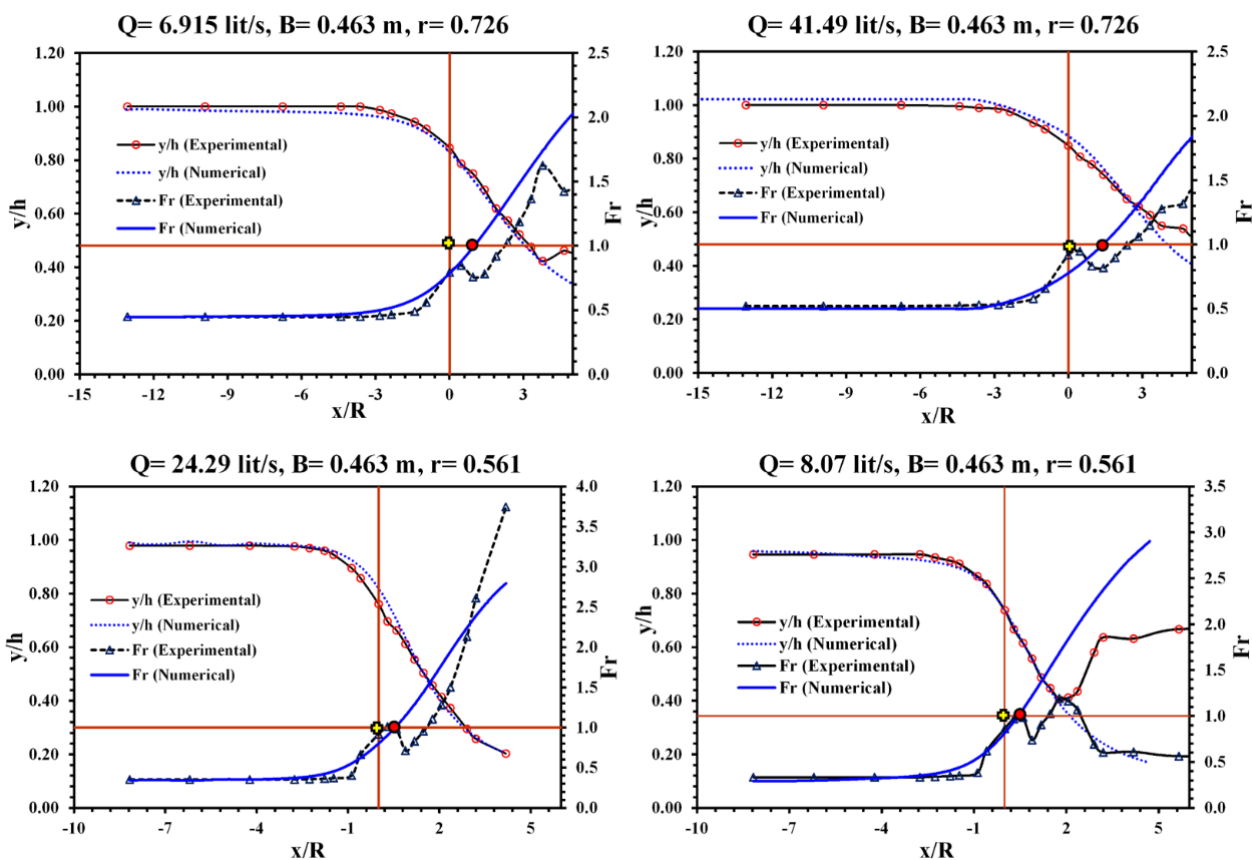 Q= 6.915 lit/s, B= 0.463 m, r= 0.726
1.20
1.00
0.80
0.60
0.40
0.20
0.00
y/h
2.5
2.0
1.5
1.0
0.5
0.0
Fr
y/h (Experimental)
y/h (Numerical)
Fr (Experimental)
Fr (Numerical)
-15 -12 -9 -6 -3 0 3
x/R
Q= 41.49 lit/s, B= 0.463 m, r= 0.726
1.20
1.00
0.80
0.60
0.40
0.20
0.00
y/h
2.5
2.0
1.5
1.0
0.5
0.0
Fr
y/h (Experimental)
y/h (Numerical)
Fr (Experimental)
Fr (Numerical)
-15 -12 -9 -6 -3 0 3
x/R
Q= 24.29 lit/s, B= 0.463 m, r= 0.561
1.20
1.00
0.80
0.60
0.40
0.20
0.00
y/h
4.0
3.5
3.0
2.5
2.0
1.5
1.0
0.5
0.0
Fr
y/h (Experimental)
y/h (Numerical)
Fr (Experimental)
Fr (Numerical)
-10 -7 -4 -1 2 5
x/R
Q= 8.07 lit/s, B= 0.463 m, r= 0.561
1.20
1.00
0.80
0.60
0.40
0.20
0.00
y/h
3.5
3.0
2.5
2.0
1.5
1.0
0.5
0.0
Fr
y/h (Experimental)
y/h (Numerical)
Fr (Experimental)
Fr (Numerical)
-10 -7 -4 -1 2 5
x/R